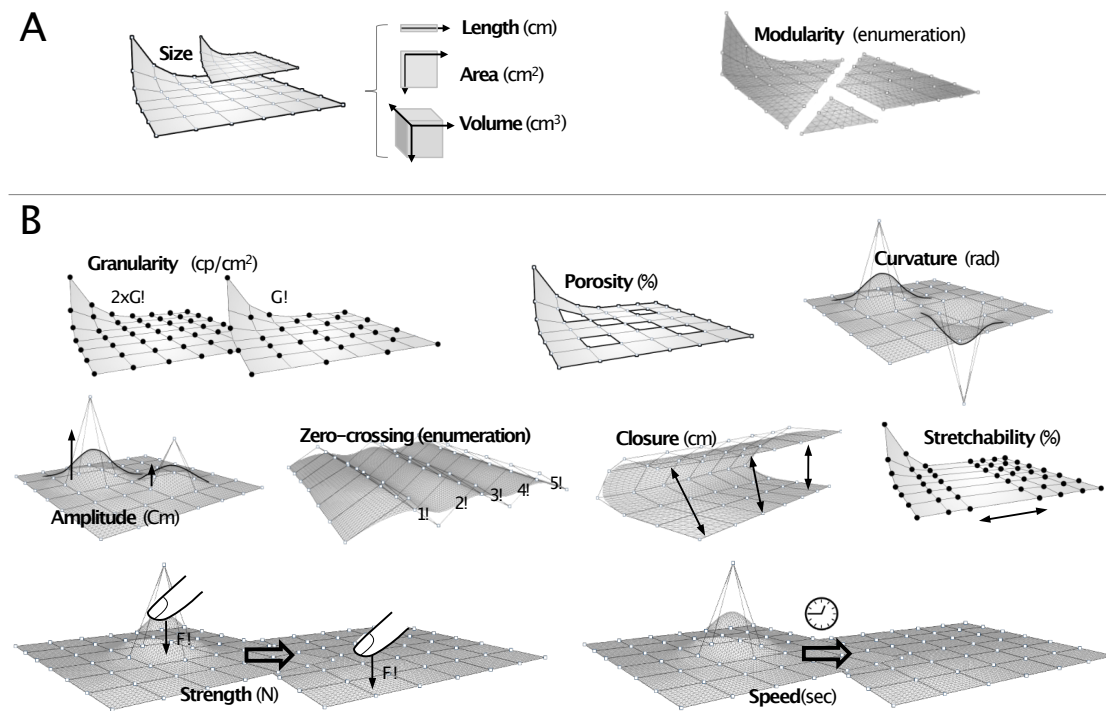 A
Size
Length (cm)
Area (cm²)
Volume (cm³)
Modularity (enumeration)
B
Granularity (cp/cm²)
2xG!
G!
Porosity (%)
Curvature (rad)
Amplitude (Cm)
Zero-crossing (enumeration)
1!
2!
3!
4!
5!
Closure (cm)
Stretchability (%)
F!
F!
Strength (N)
Speed(sec)